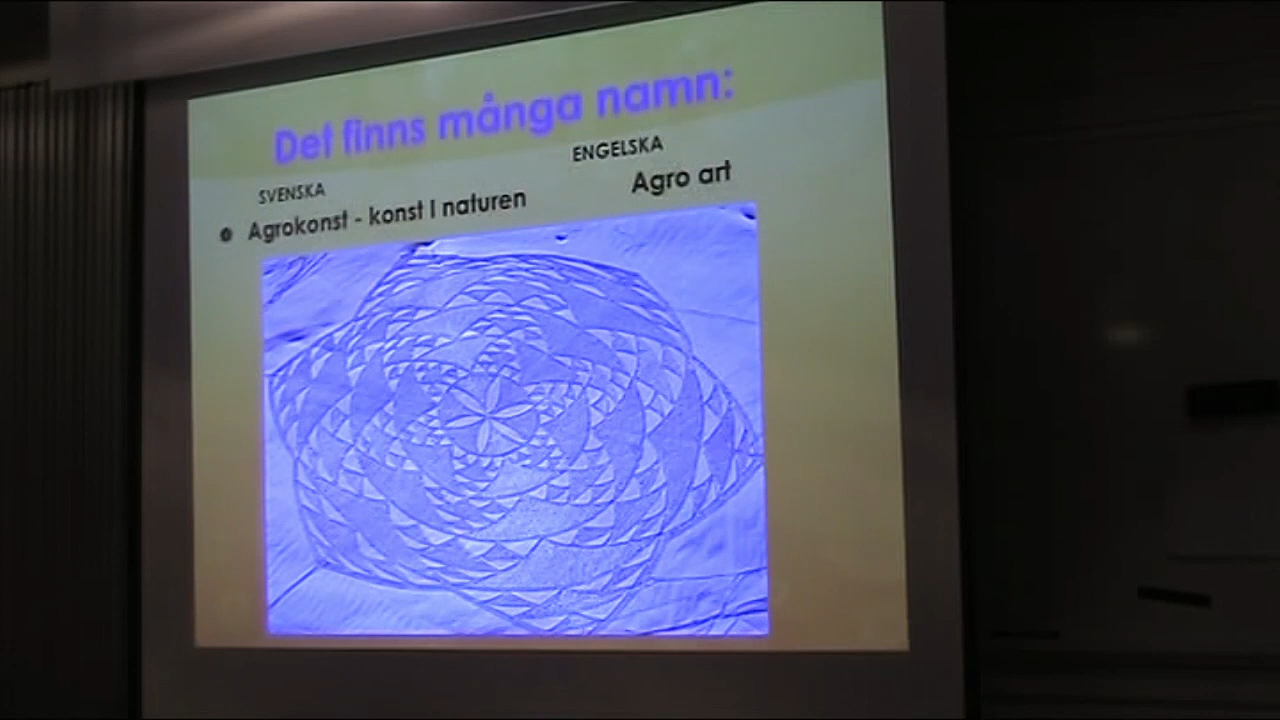 Det finns många namn:
SVENSKA
ENGELSKA
Agrokonst - konst I naturen
Agro art